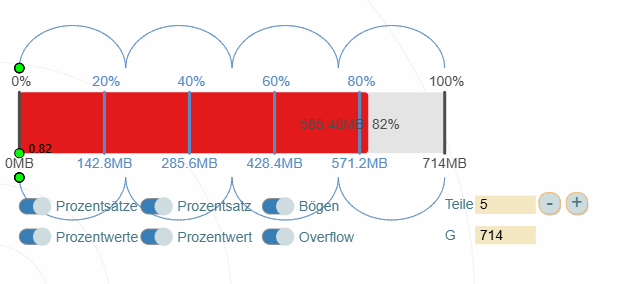 0% 20% 40% 60% 80% 100%
585.48MB 82%
0.82
0MB 142.8MB 285.6MB 428.4MB 571.2MB 714MB
Prozentsätze Prozentsatz Bögen Teile 5 - +
Prozentwerte Prozentwert Overflow G 714